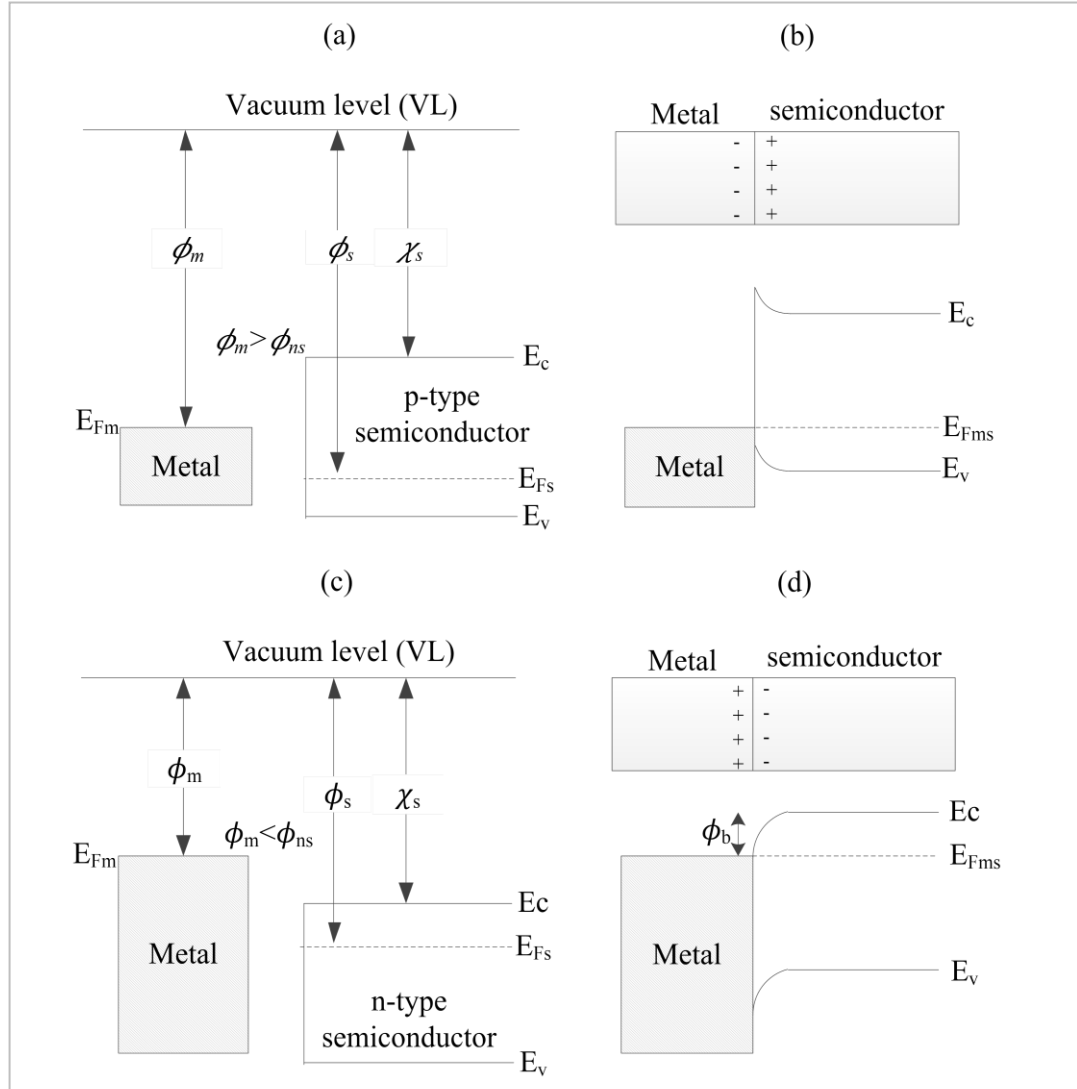 (a)
Vacuum level (VL)
ϕm
ϕs
χs
ϕm>ϕns
Ec
EFm
p-type
semiconductor
Metal
EFs
Ev
(b)
Metal semiconductor
- +
- +
- +
- +
Ec
EFms
Metal
Ev
(c)
Vacuum level (VL)
ϕm
ϕs
χs
ϕm<ϕns
EFm
Ec
Metal
EFs
n-type
semiconductor
Ev
(d)
Metal semiconductor
+ -
+ -
+ -
+ -
Ec
ϕb
EFms
Metal
Ev